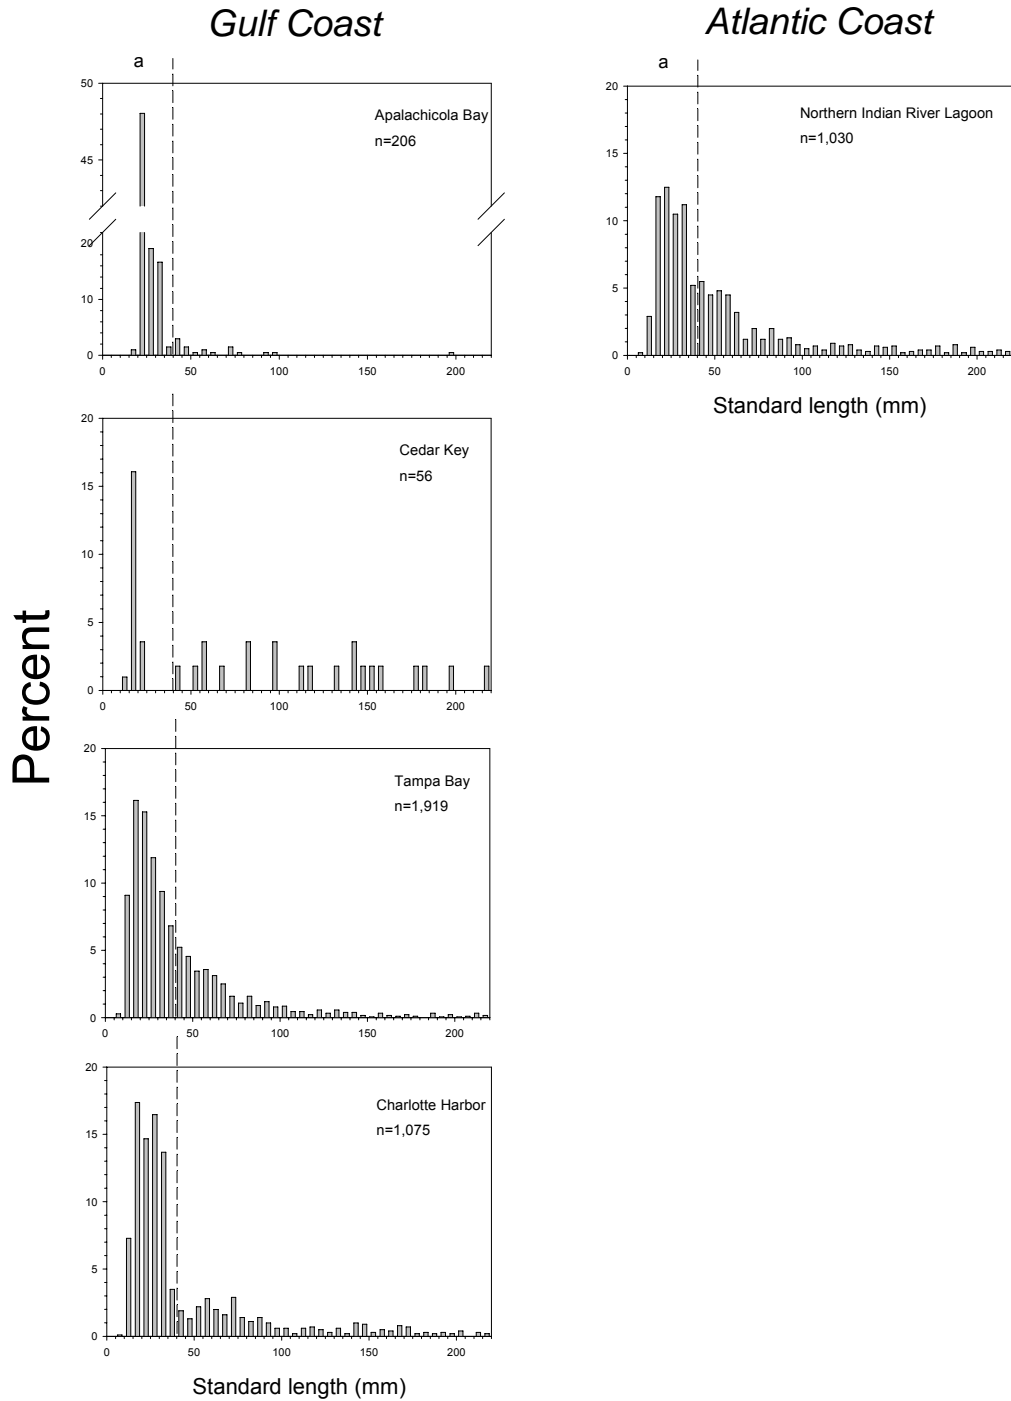 Gulf Coast
Atlantic Coast
a
a
50
45
20
10
0
Apalachicola Bay
n=206
0 50 100 150 200
20
15
10
5
0
Northern Indian River Lagoon
n=1,030
0 50 100 150 200
Standard length (mm)
Percent
20
15
10
5
0
Cedar Key
n=56
0 50 100 150 200
20
15
10
5
0
Tampa Bay
n=1,919
0 50 100 150 200
20
15
10
5
0
Charlotte Harbor
n=1,075
0 50 100 150 200
Standard length (mm)